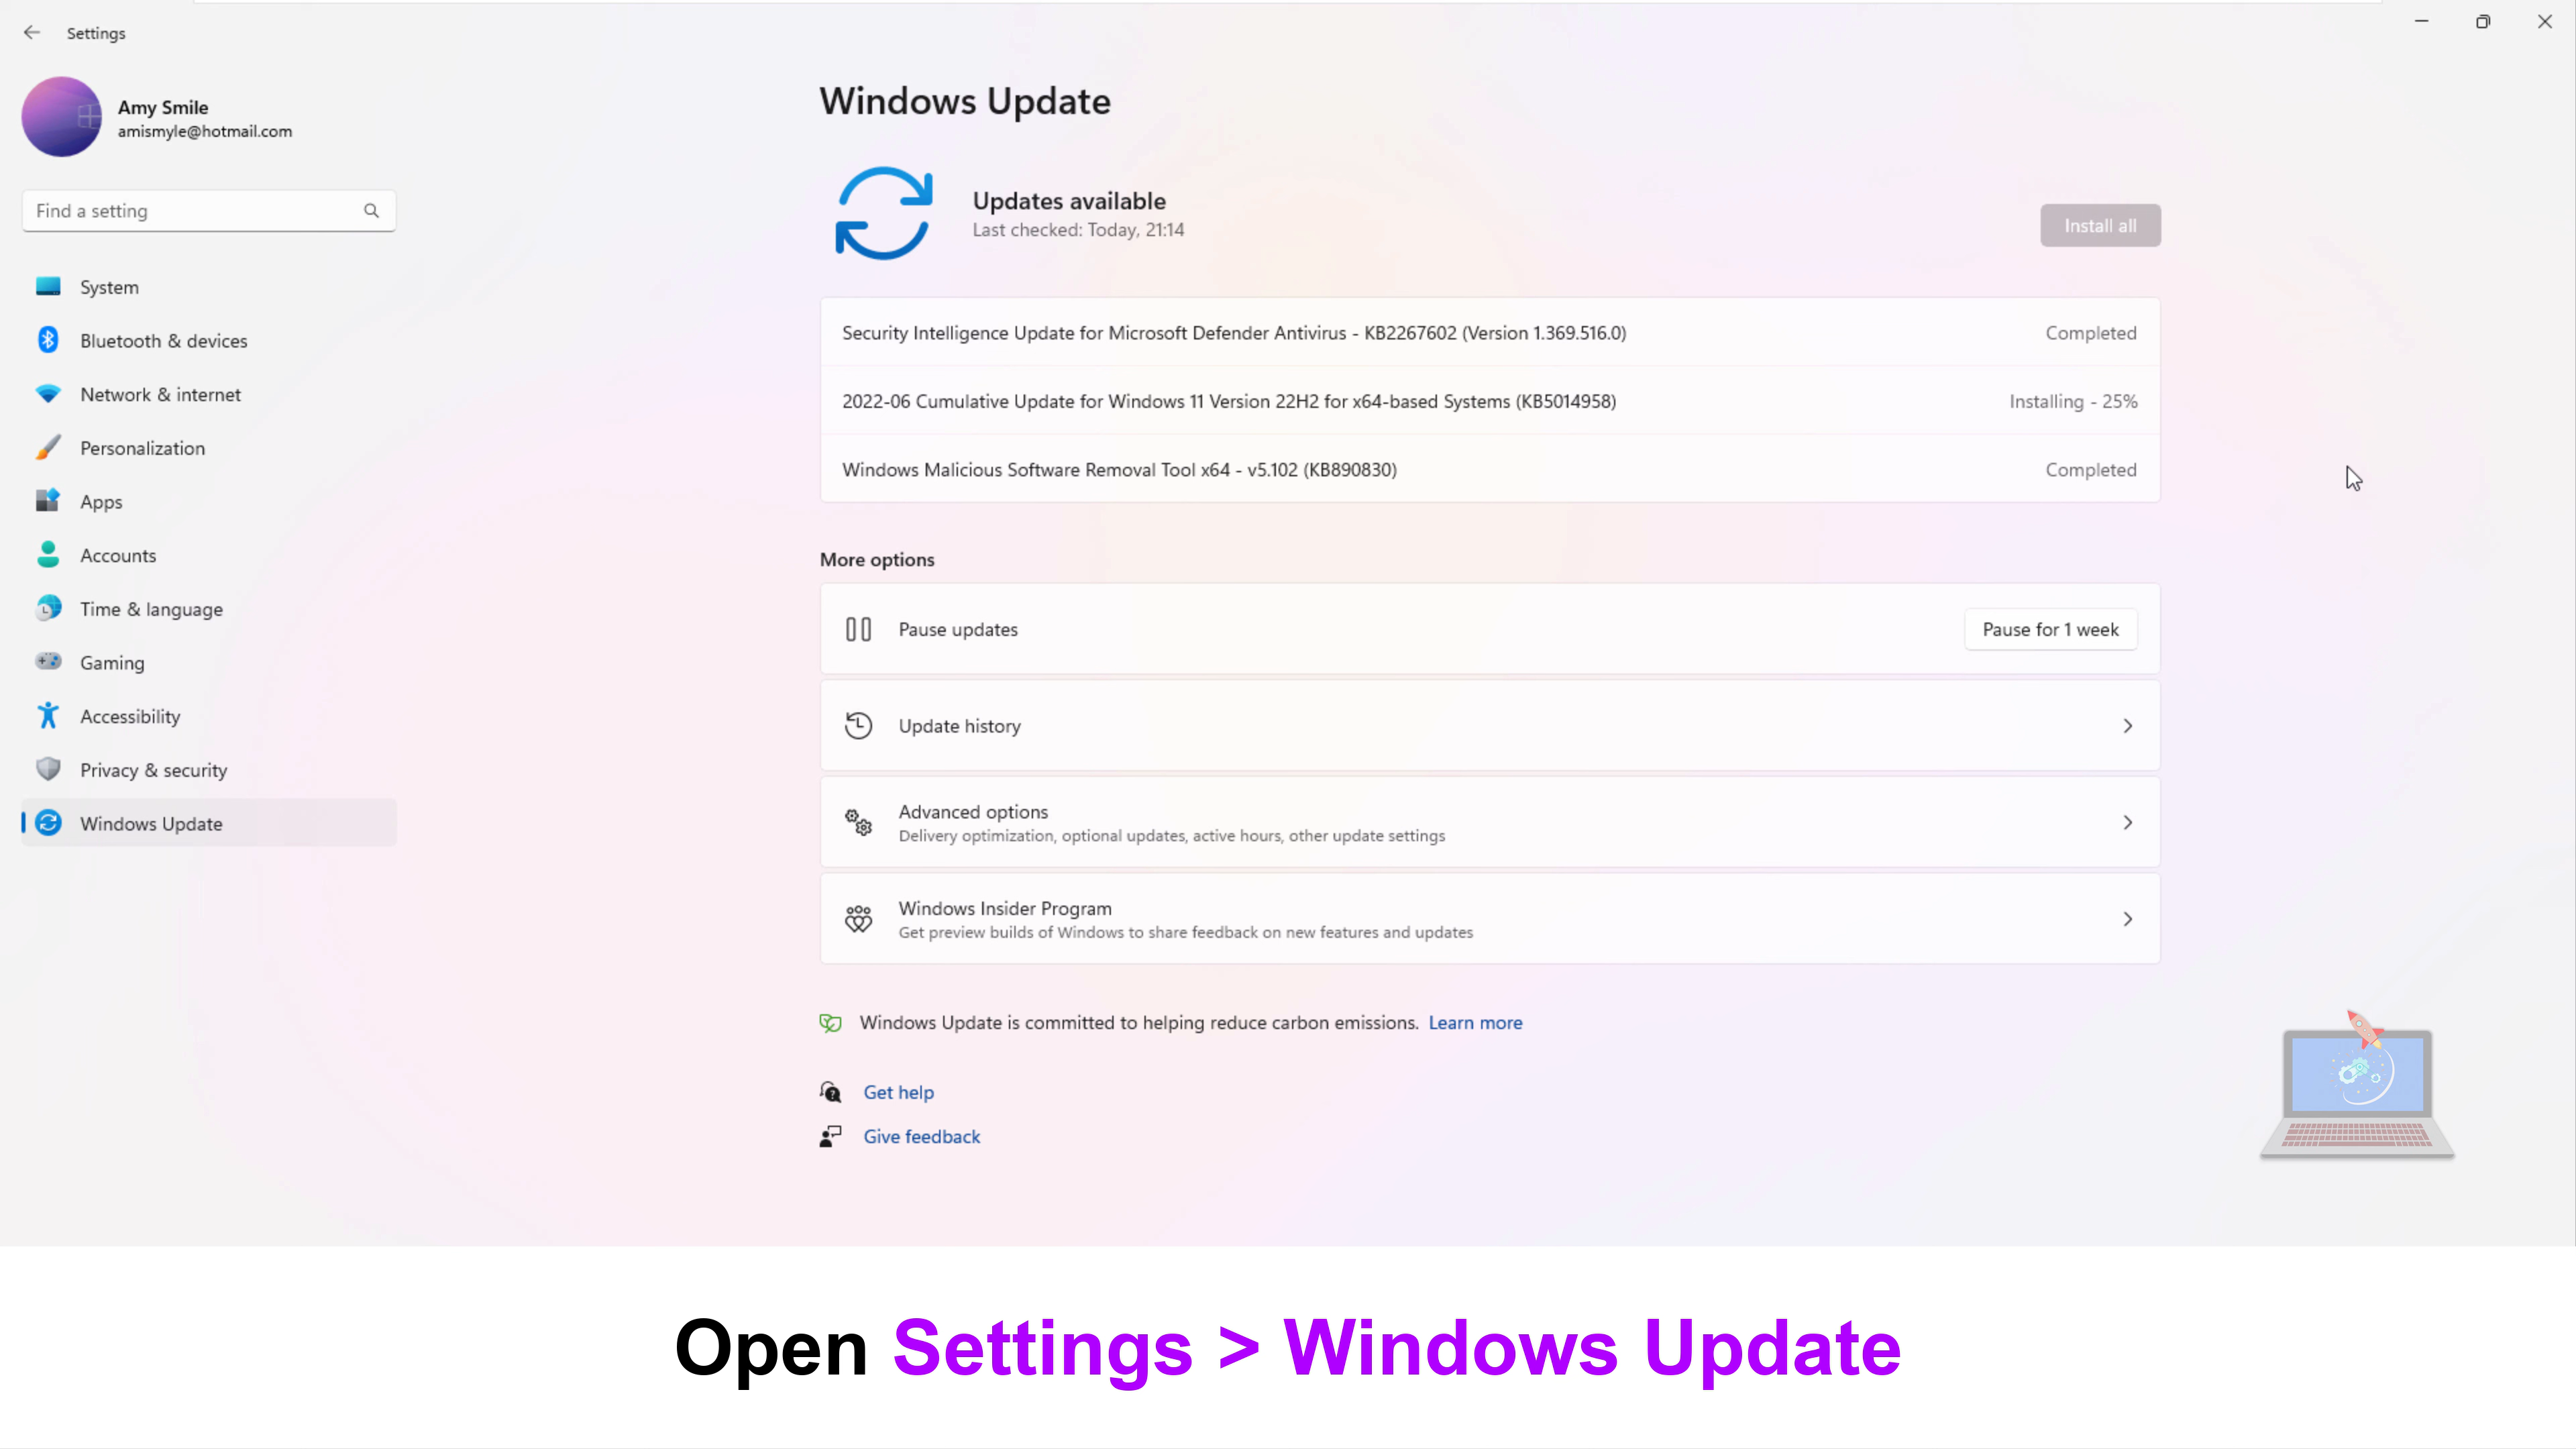 Settings
Amy Smile
amismyle@hotmail.com
Find a setting
System
Bluetooth & devices
Network & internet
Personalization
Apps
Accounts
Time & language
Gaming
Accessibility
Privacy & security
Windows Update
Windows Update
Updates available
Last checked: Today, 21:14
Install all
Security Intelligence Update for Microsoft Defender Antivirus - KB2267602 (Version 1.369.516.0) Completed
2022-06 Cumulative Update for Windows 11 Version 22H2 for x64-based Systems (KB5014958) Installing - 25%
Windows Malicious Software Removal Tool x64 - v5.102 (KB890830) Completed
More options
Pause updates Pause for 1 week
Update history
Advanced options
Delivery optimization, optional updates, active hours, other update settings
Windows Insider Program
Get preview builds of Windows to share feedback on new features and updates
Windows Update is committed to helping reduce carbon emissions. Learn more
Get help
Give feedback
Open Settings > Windows Update